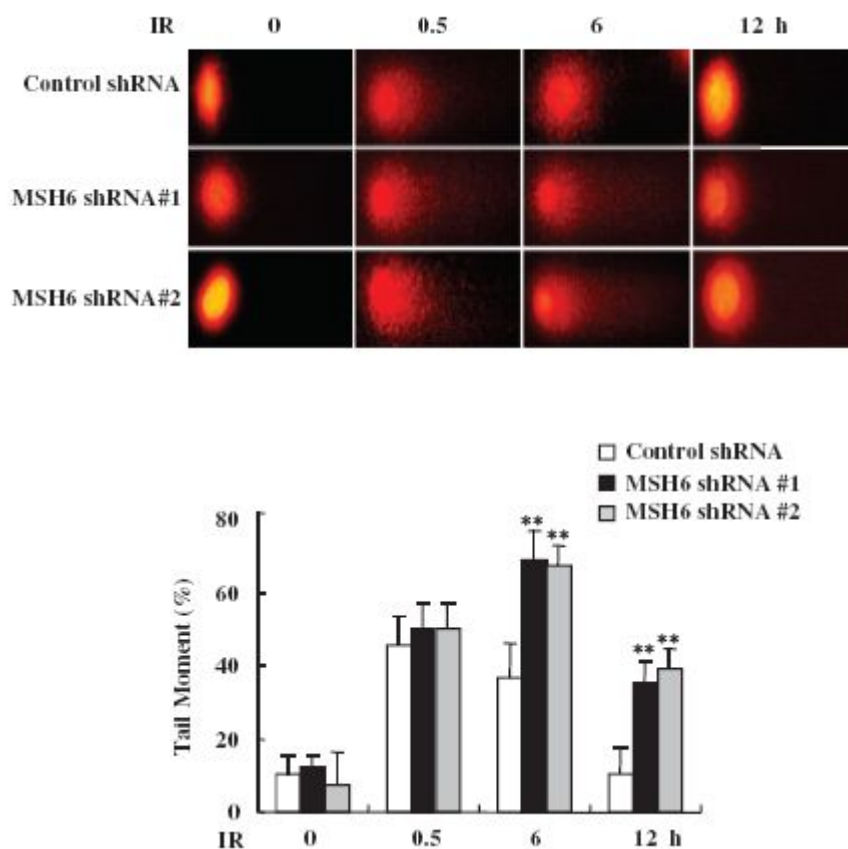 IR 0 0.5 6 12 h
Control shRNA
MSH6 shRNA#1
MSH6 shRNA#2
Control shRNA
MSH6 shRNA #1
MSH6 shRNA #2
80
60
40
20
0
Tail Moment (%)
** **
** **
IR 0 0.5 6 12 h